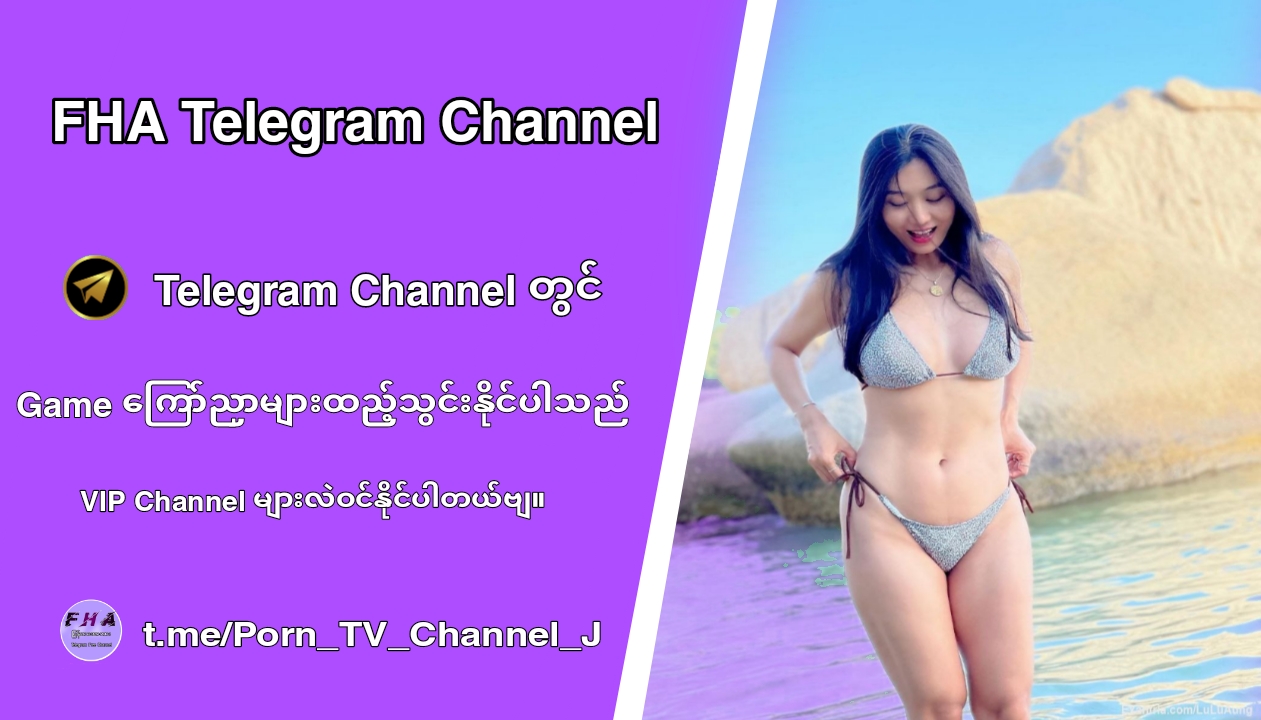 FHA Telegram Channel
Telegram Channel တွင်
Game ကြော်ညာများထည့်သွင်းနိုင်ပါသည်
VIP Channel များလဲဝင်နိုင်ပါတယ်ဗျ။
FHA
t.me/Porn_TV_Channel_J